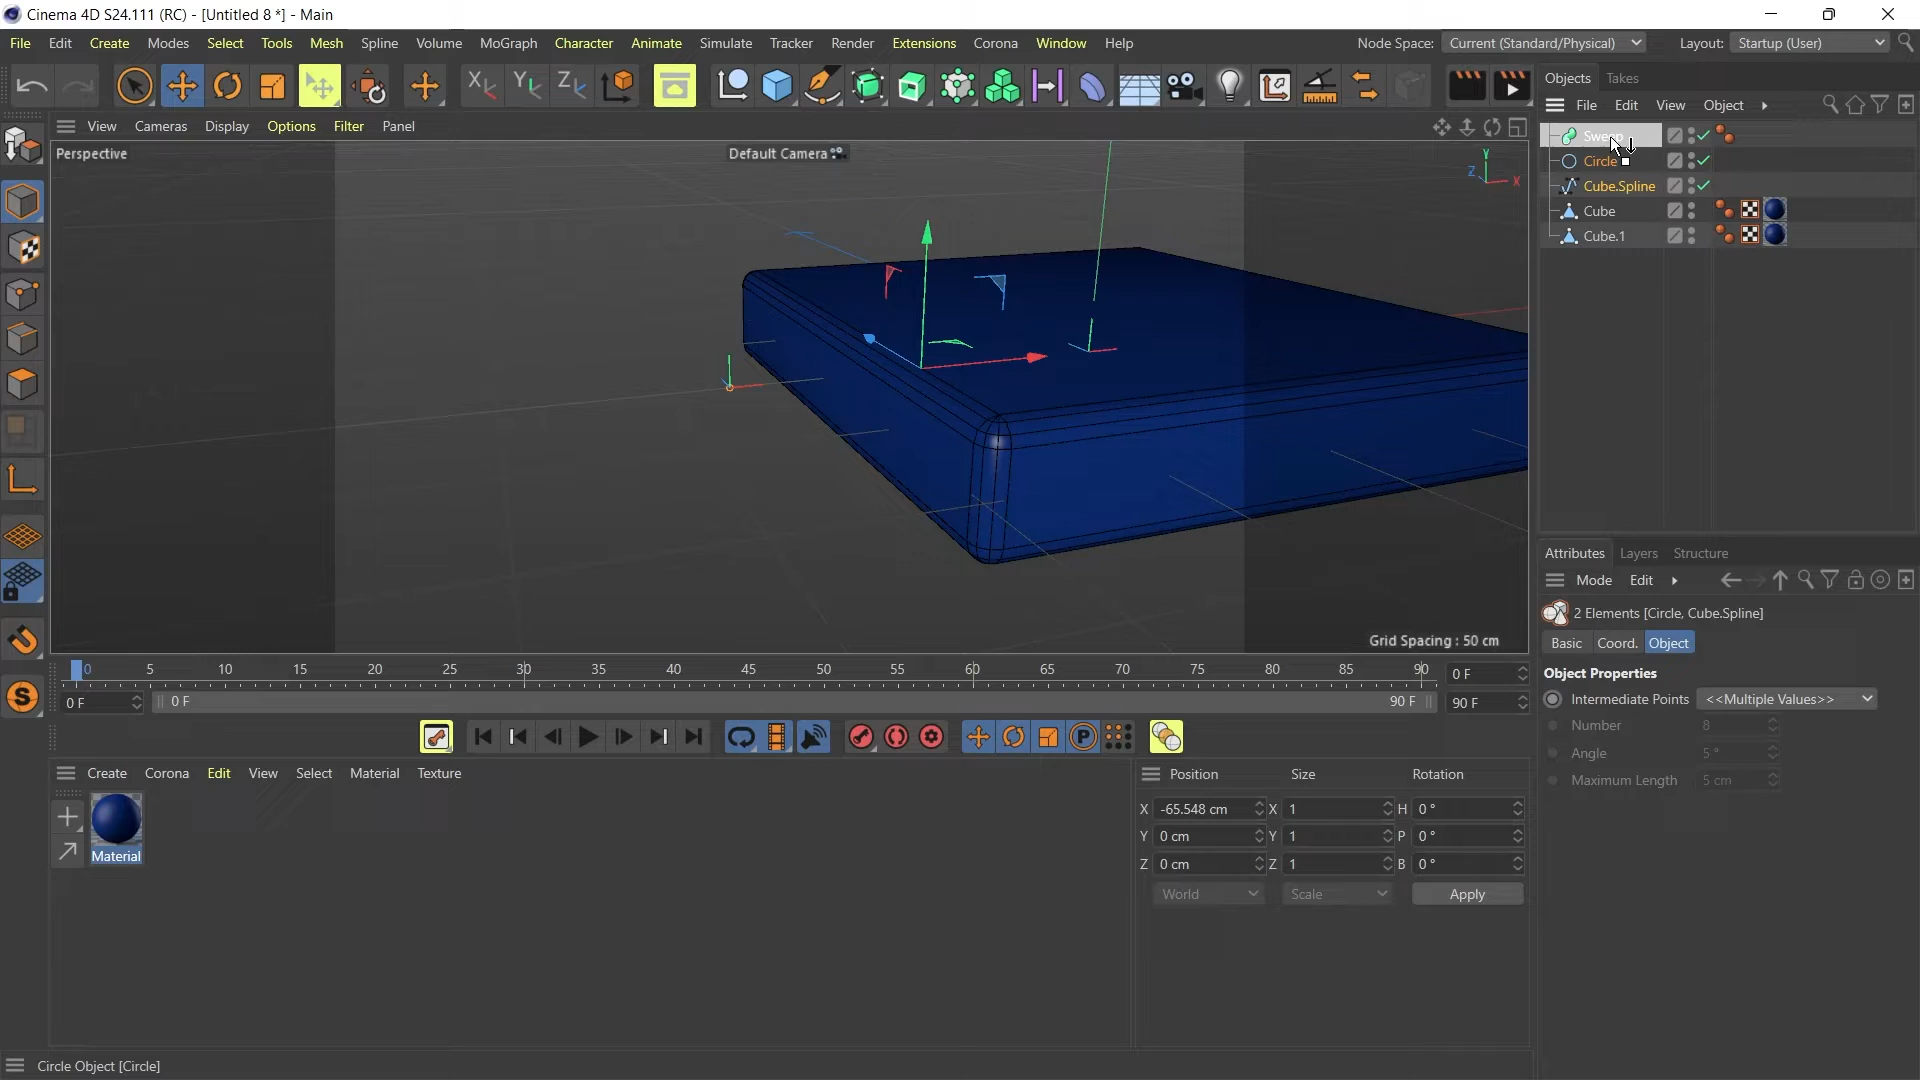 Cinema 4D S24.111 (RC) - [Untitled 8 *] - Main
File Edit Create Modes Select Tools Mesh Spline Volume MoGraph Character Animate Simulate Tracker Render Extensions Corona Window Help
Node Space: Current (Standard/Physical) Layout: Startup (User)
X Y Z
Objects Takes
File Edit View Object
View Cameras Display Options Filter Panel
Perspective
Default Camera
Y
Z
X
Sweep
Circle
Cube.Spline
Cube
Cube.1
Grid Spacing : 50 cm
Attributes Layers Structure
Mode Edit
2 Elements [Circle, Cube.Spline]
Basic Coord. Object
Object Properties
Intermediate Points <<Multiple Values>>
Number 8
Angle 5 °
Maximum Length 5 cm
0 5 10 15 20 25 30 35 40 45 50 55 60 65 70 75 80 85 90 0 F
0 F 0 F 90 F 90 F
P
S
Create Corona Edit View Select Material Texture
Material
Position Size Rotation
X -65.548 cm X 1 H 0 °
Y 0 cm Y 1 P 0 °
Z 0 cm Z 1 B 0 °
World Scale Apply
Circle Object [Circle]